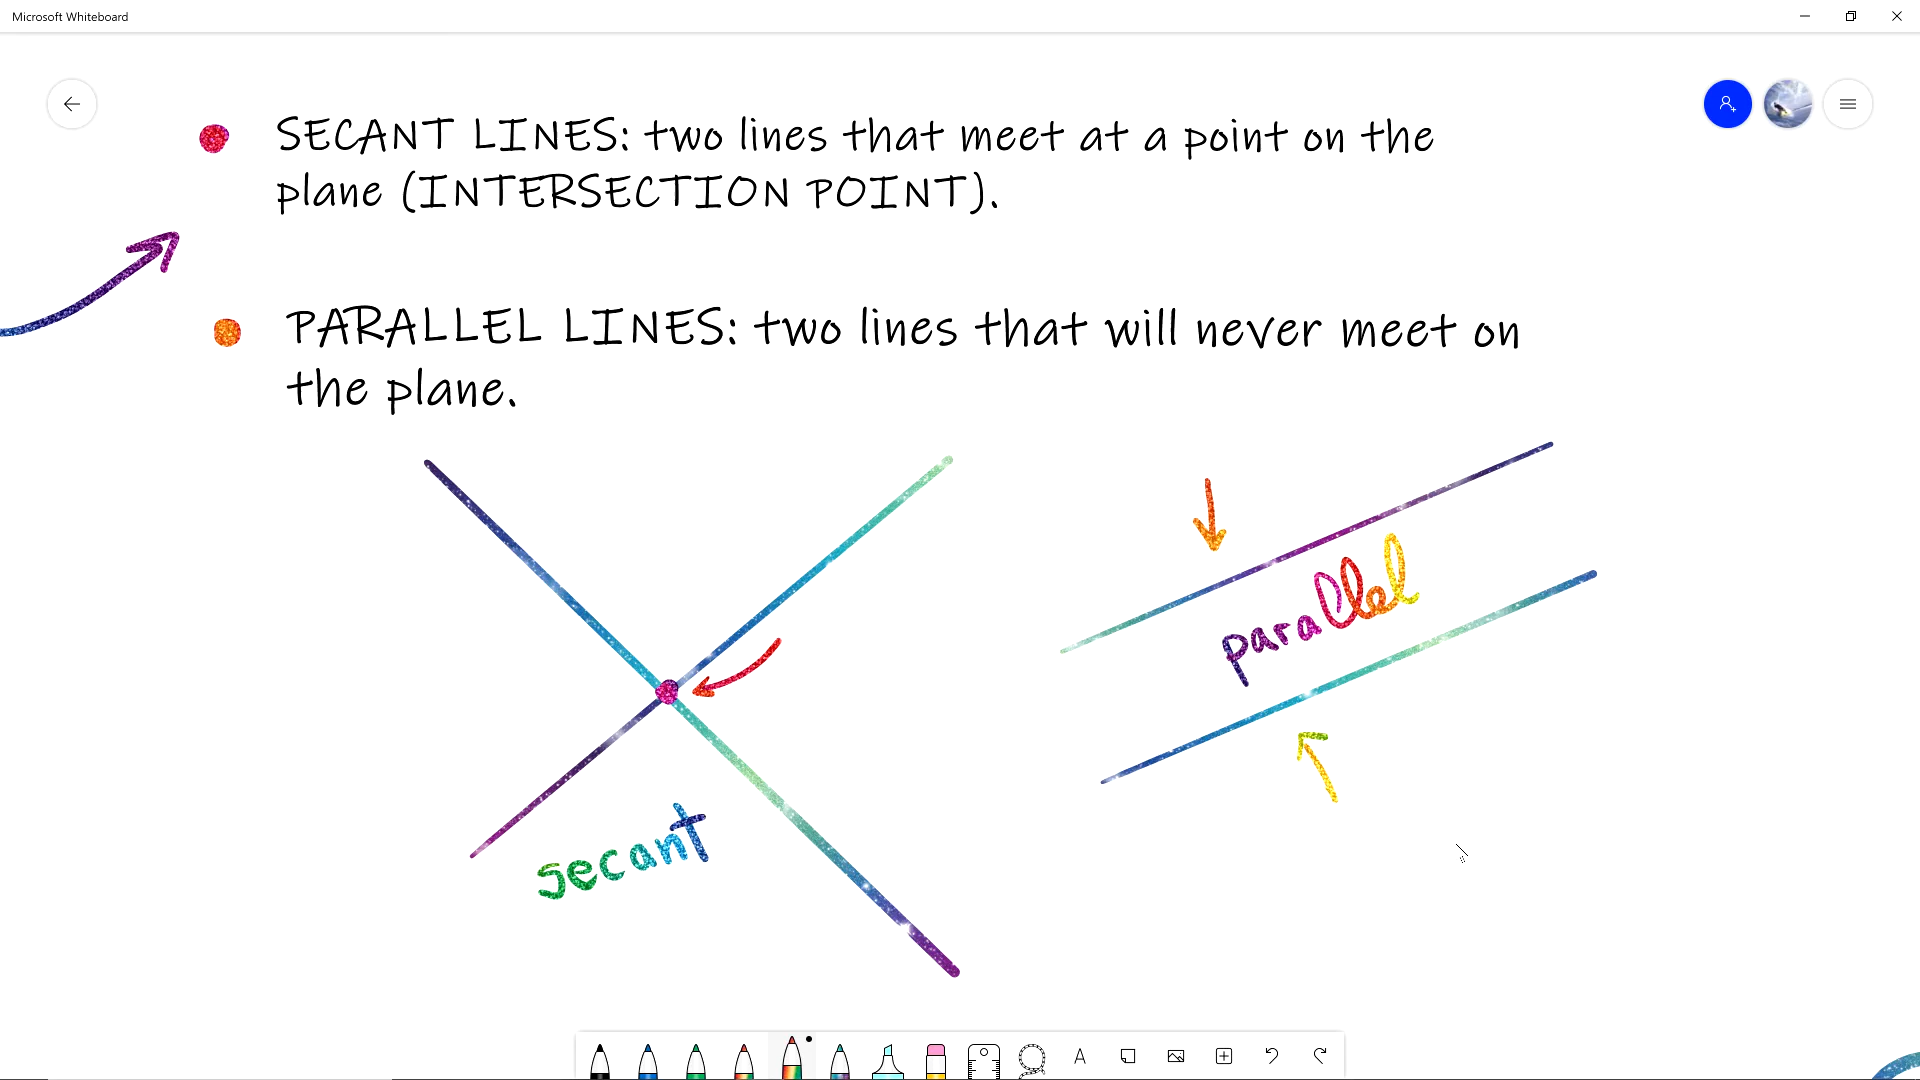 Microsoft Whiteboard
SECANT LINES: two lines that meet at a point on the
plane (INTERSECTION POINT).
PARALLEL LINES: two lines that will never meet on
the plane.
parallel
secant
A